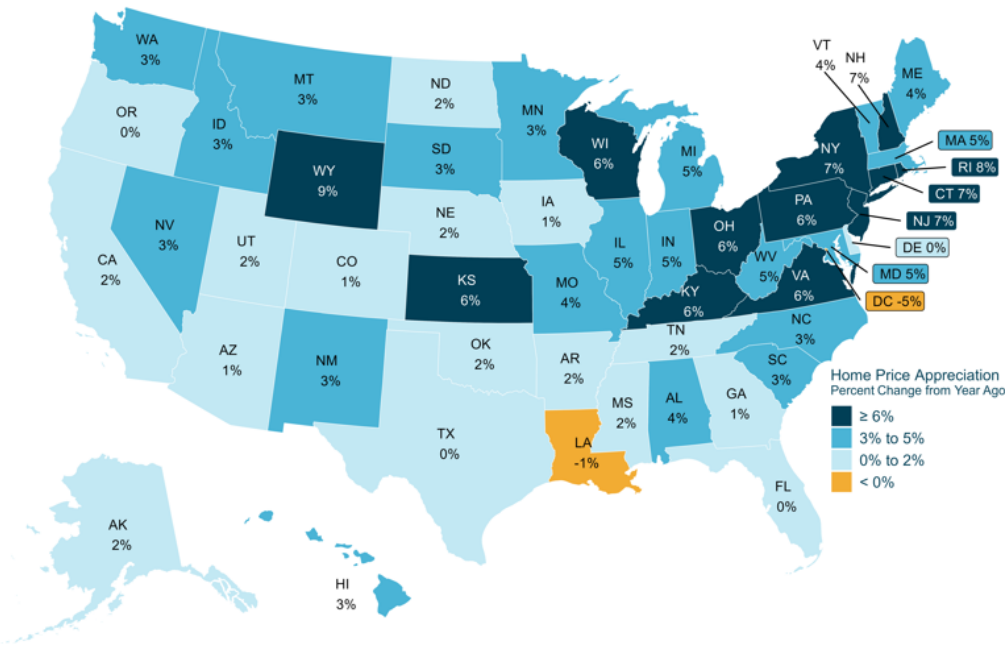 WA
3%
MT
3%
ND
2%
MN
3%
VT
4%
NH
7%
ME
4%
OR
0%
ID
3%
SD
3%
WI
6%
MI
5%
NY
7%
MA 5%
RI 8%
CT 7%
NJ 7%
DE 0%
MD 5%
DC -5%
WY
9%
NE
2%
IA
1%
PA
6%
OH
6%
NV
3%
UT
2%
CO
1%
CA
2%
IL
5%
IN
5%
WV
5%
VA
6%
KS
6%
MO
4%
KY
6%
NC
3%
TN
2%
SC
3%
AZ
1%
NM
3%
OK
2%
AR
2%
MS
2%
AL
4%
GA
1%
TX
0%
LA
-1%
FL
0%
AK
2%
HI
3%
Home Price Appreciation
Percent Change from Year Ago
≥ 6%
3% to 5%
0% to 2%
< 0%